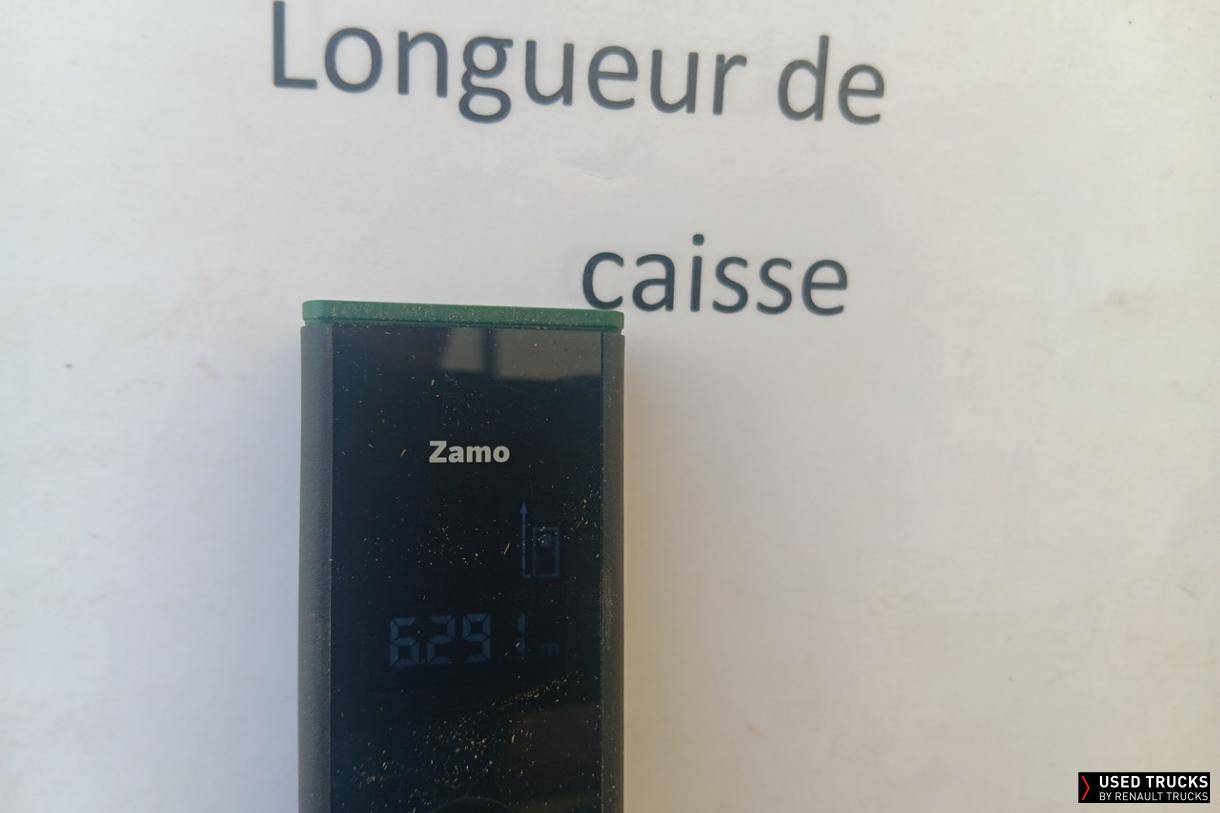 Longueur de
caisse
Zamo
6.291 m
USED TRUCKS
BY RENAULT TRUCKS